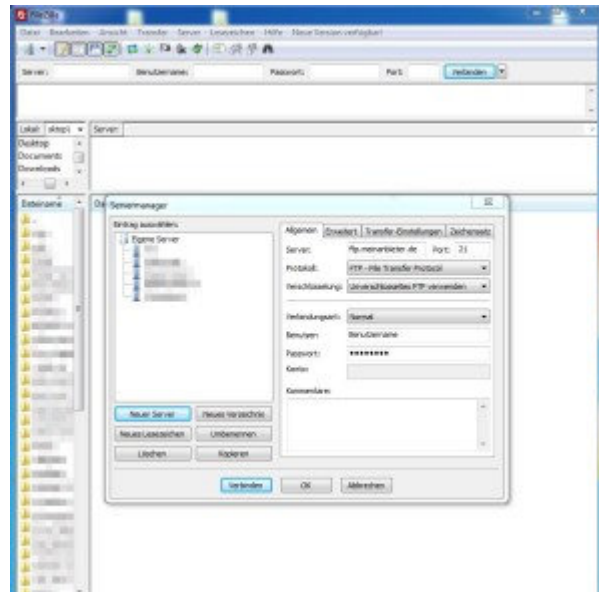 FileZilla
Datei Bearbeiten Ansicht Transfer Server Lesezeichen Hilfe Neue Version verfügbar!
Server: Benutzername: Passwort: Port: Verbinden
Lokal: Server:
Desktop
Documents
Downloads
Dateiname
Servermanager
Eintrag auswählen:
Eigene Server
Allgemein Erweitert Transfer-Einstellungen Zeichensatz
Server: ftp.meinanbieter.de Port: 21
Protokoll: FTP - File Transfer Protocol
Verschlüsselung: Unverschlüsseltes FTP verwenden
Verbindungsart: Normal
Benutzer: Benutzername
Passwort: ●●●●●●●●
Konto:
Kommentare:
Neuer Server Neues Verzeichnis
Neues Lesezeichen Umbenennen
Löschen Kopieren
Verbinden OK Abbrechen